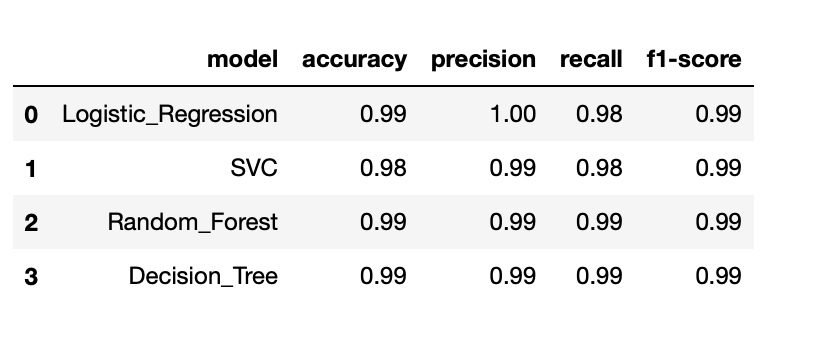 model accuracy precision recall f1-score
0 Logistic_Regression 0.99 1.00 0.98 0.99
1 SVC 0.98 0.99 0.98 0.99
2 Random_Forest 0.99 0.99 0.99 0.99
3 Decision_Tree 0.99 0.99 0.99 0.99